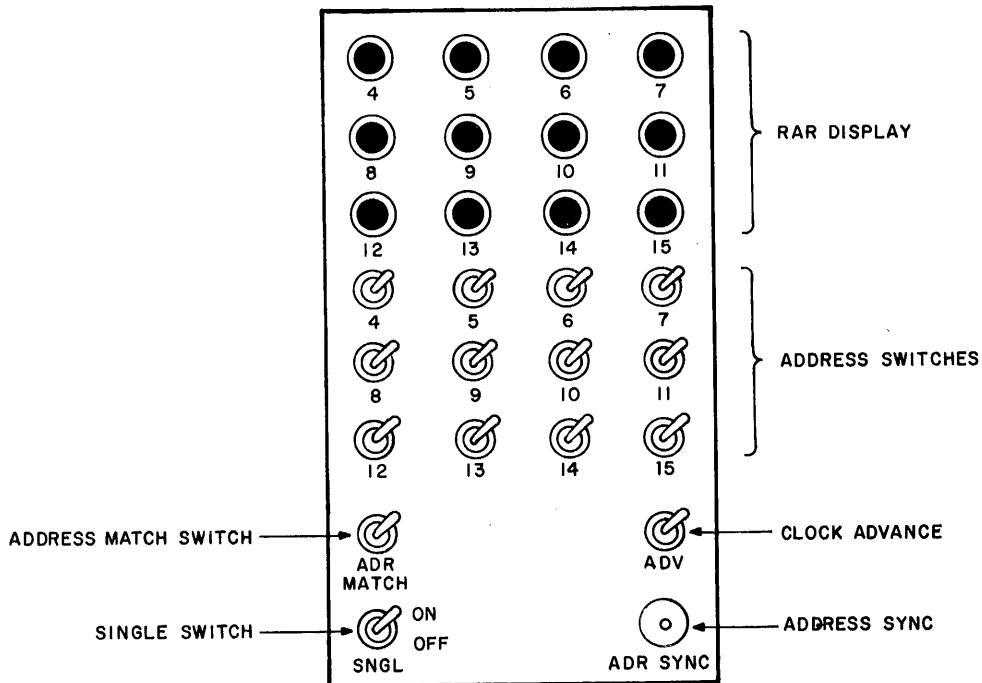 4 5 6 7
RAR DISPLAY
8 9 10 11
12 13 14 15
4 5 6 7
ADDRESS SWITCHES
8 9 10 11
12 13 14 15
ADDRESS MATCH SWITCH
CLOCK ADVANCE
ADR
MATCH
ADV
SINGLE SWITCH
ON
OFF
ADDRESS SYNC
SNGL
ADR SYNC